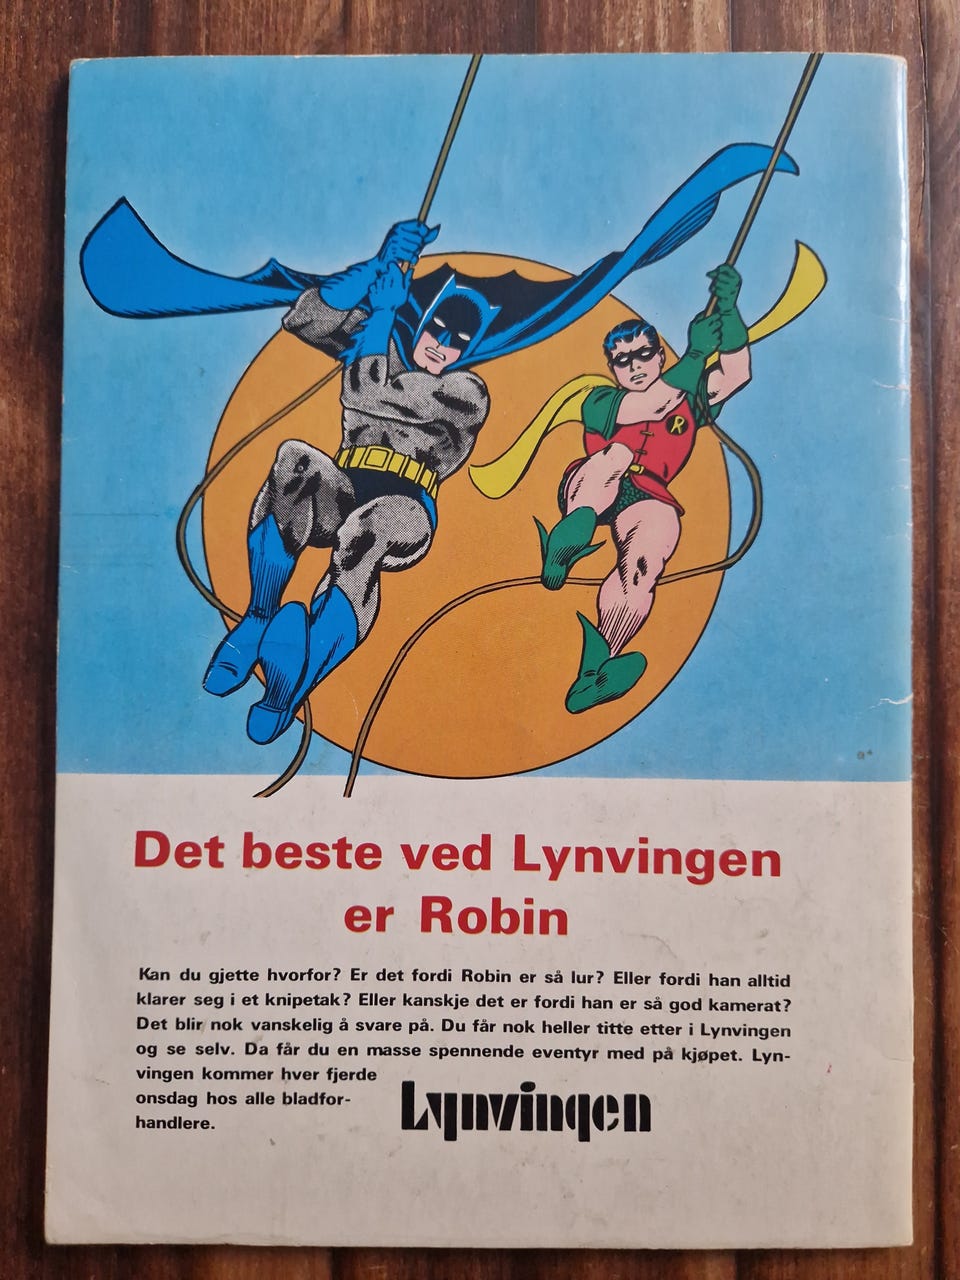 R
Det beste ved Lynvingen
er Robin
Kan du gjette hvorfor? Er det fordi Robin er så lur? Eller fordi han alltid
klarer seg i et knipetak? Eller kanskje det er fordi han er så god kamerat?
Det blir nok vanskelig å svare på. Du får nok heller titte etter i Lynvingen
og se selv. Da får du en masse spennende eventyr med på kjøpet. Lyn-
vingen kommer hver fjerde
onsdag hos alle bladfor-
handlere.
Lynvingen